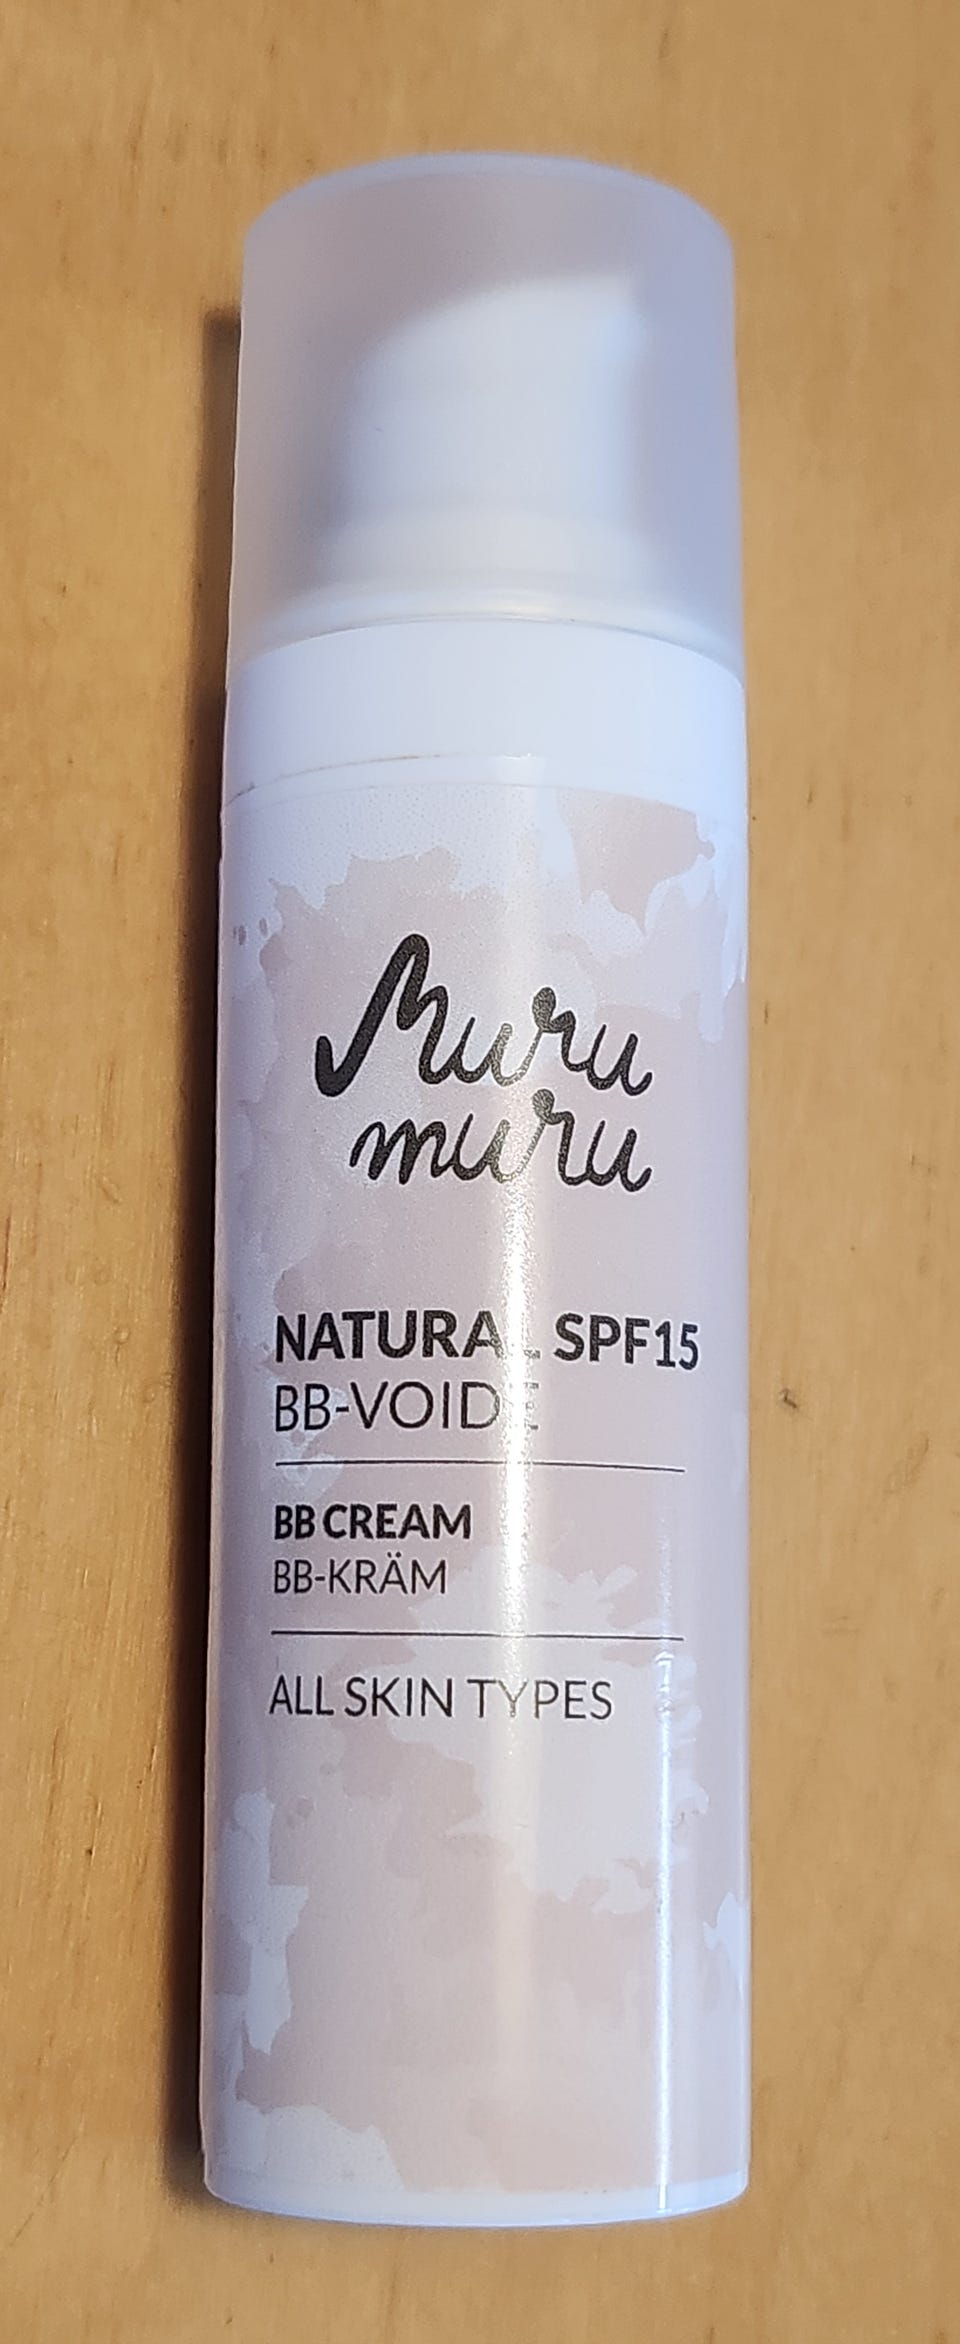 Muru
muru
NATURAL SPF15
BB-VOIDE
BB CREAM
BB-KRÄM
ALL SKIN TYPES